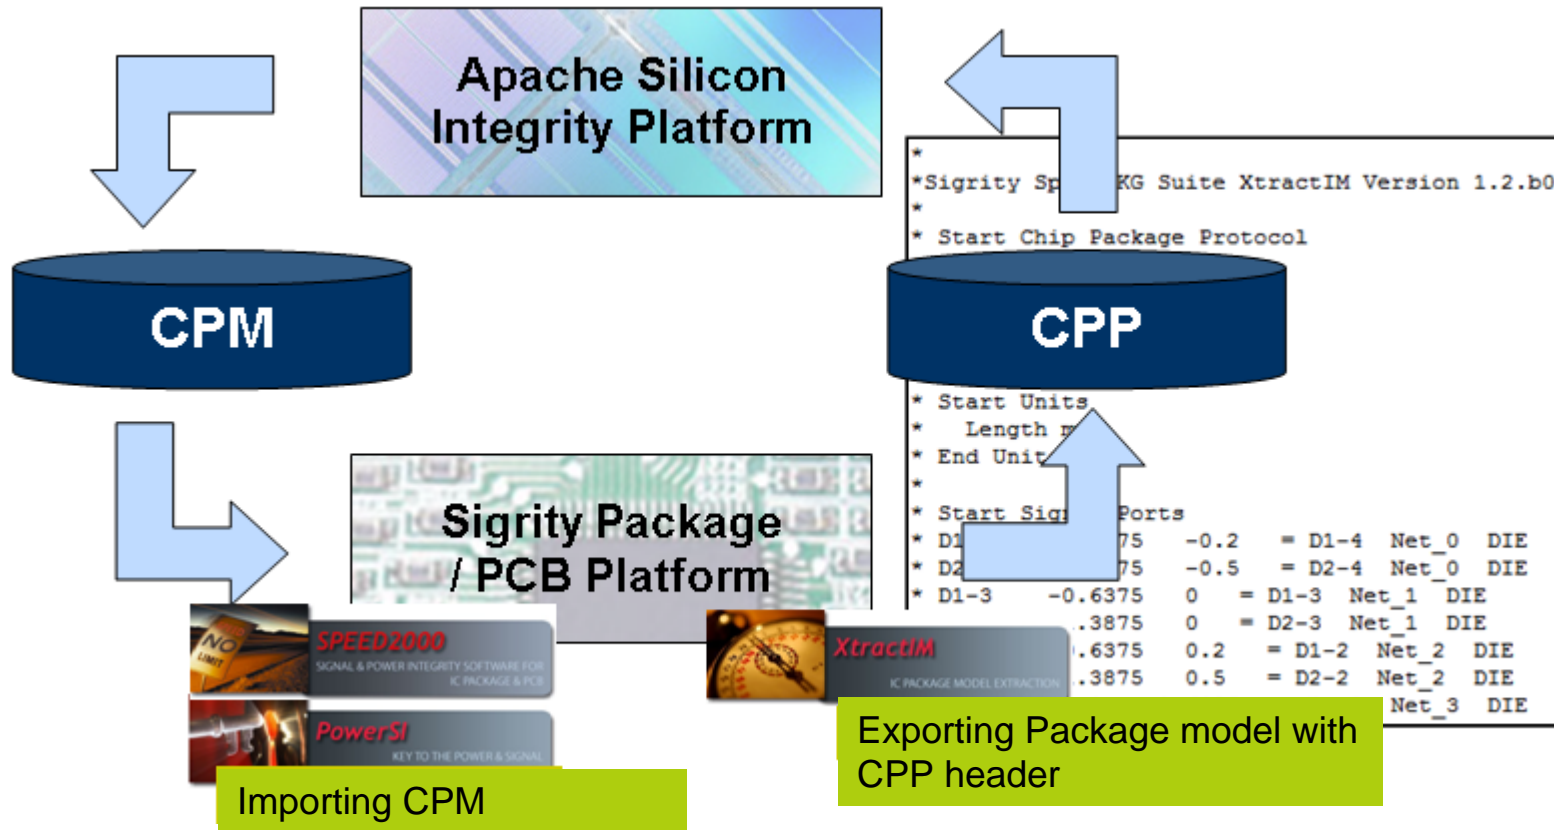 Apache Silicon
Integrity Platform
*
*Sigrity KG Suite XtractIM Version 1.2.b0
*
* Start Chip Package Protocol
CPM
CPP
* Start Units
* Length
* End Unit
*
* Start Ports
* D1 75 -0.2 = D1-4 Net_0 DIE
* D2 75 -0.5 = D2-4 Net_0 DIE
* D1-3 -0.6375 0 = D1-3 Net_1 DIE
.3875 0 = D2-3 Net_1 DIE
.6375 0.2 = D1-2 Net_2 DIE
.3875 0.5 = D2-2 Net_2 DIE
Net_3 DIE
Sigrity Package
/ PCB Platform
NO
LIMIT
SPEED2000
SIGNAL & POWER INTEGRITY SOFTWARE FOR
IC PACKAGE & PCB
PowerSI
KEY TO THE POWER & SIGNAL
Importing CPM
XtractIM
IC PACKAGE MODEL EXTRACTION
Exporting Package model with
CPP header